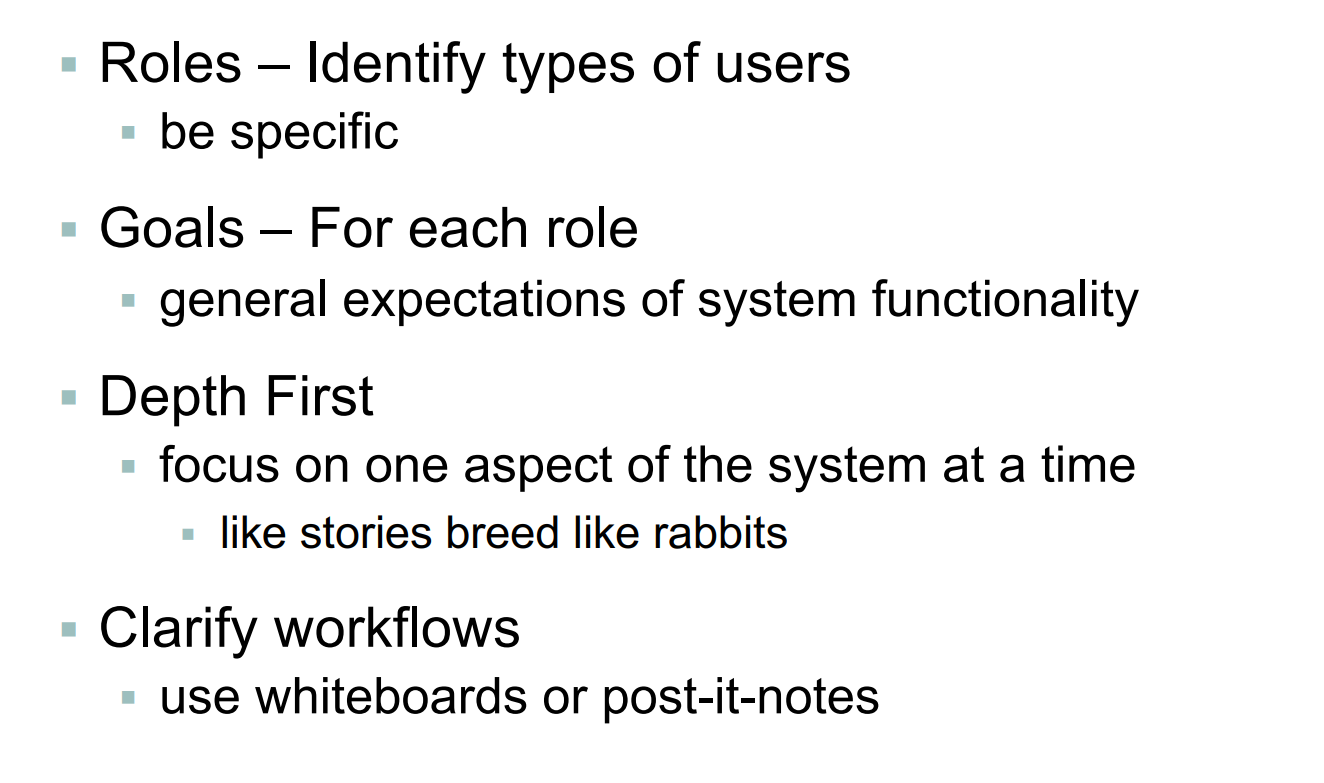 ▪ Roles – Identify types of users
▪ be specific
▪ Goals – For each role
▪ general expectations of system functionality
▪ Depth First
▪ focus on one aspect of the system at a time
▪ like stories breed like rabbits
▪ Clarify workflows
▪ use whiteboards or post-it-notes